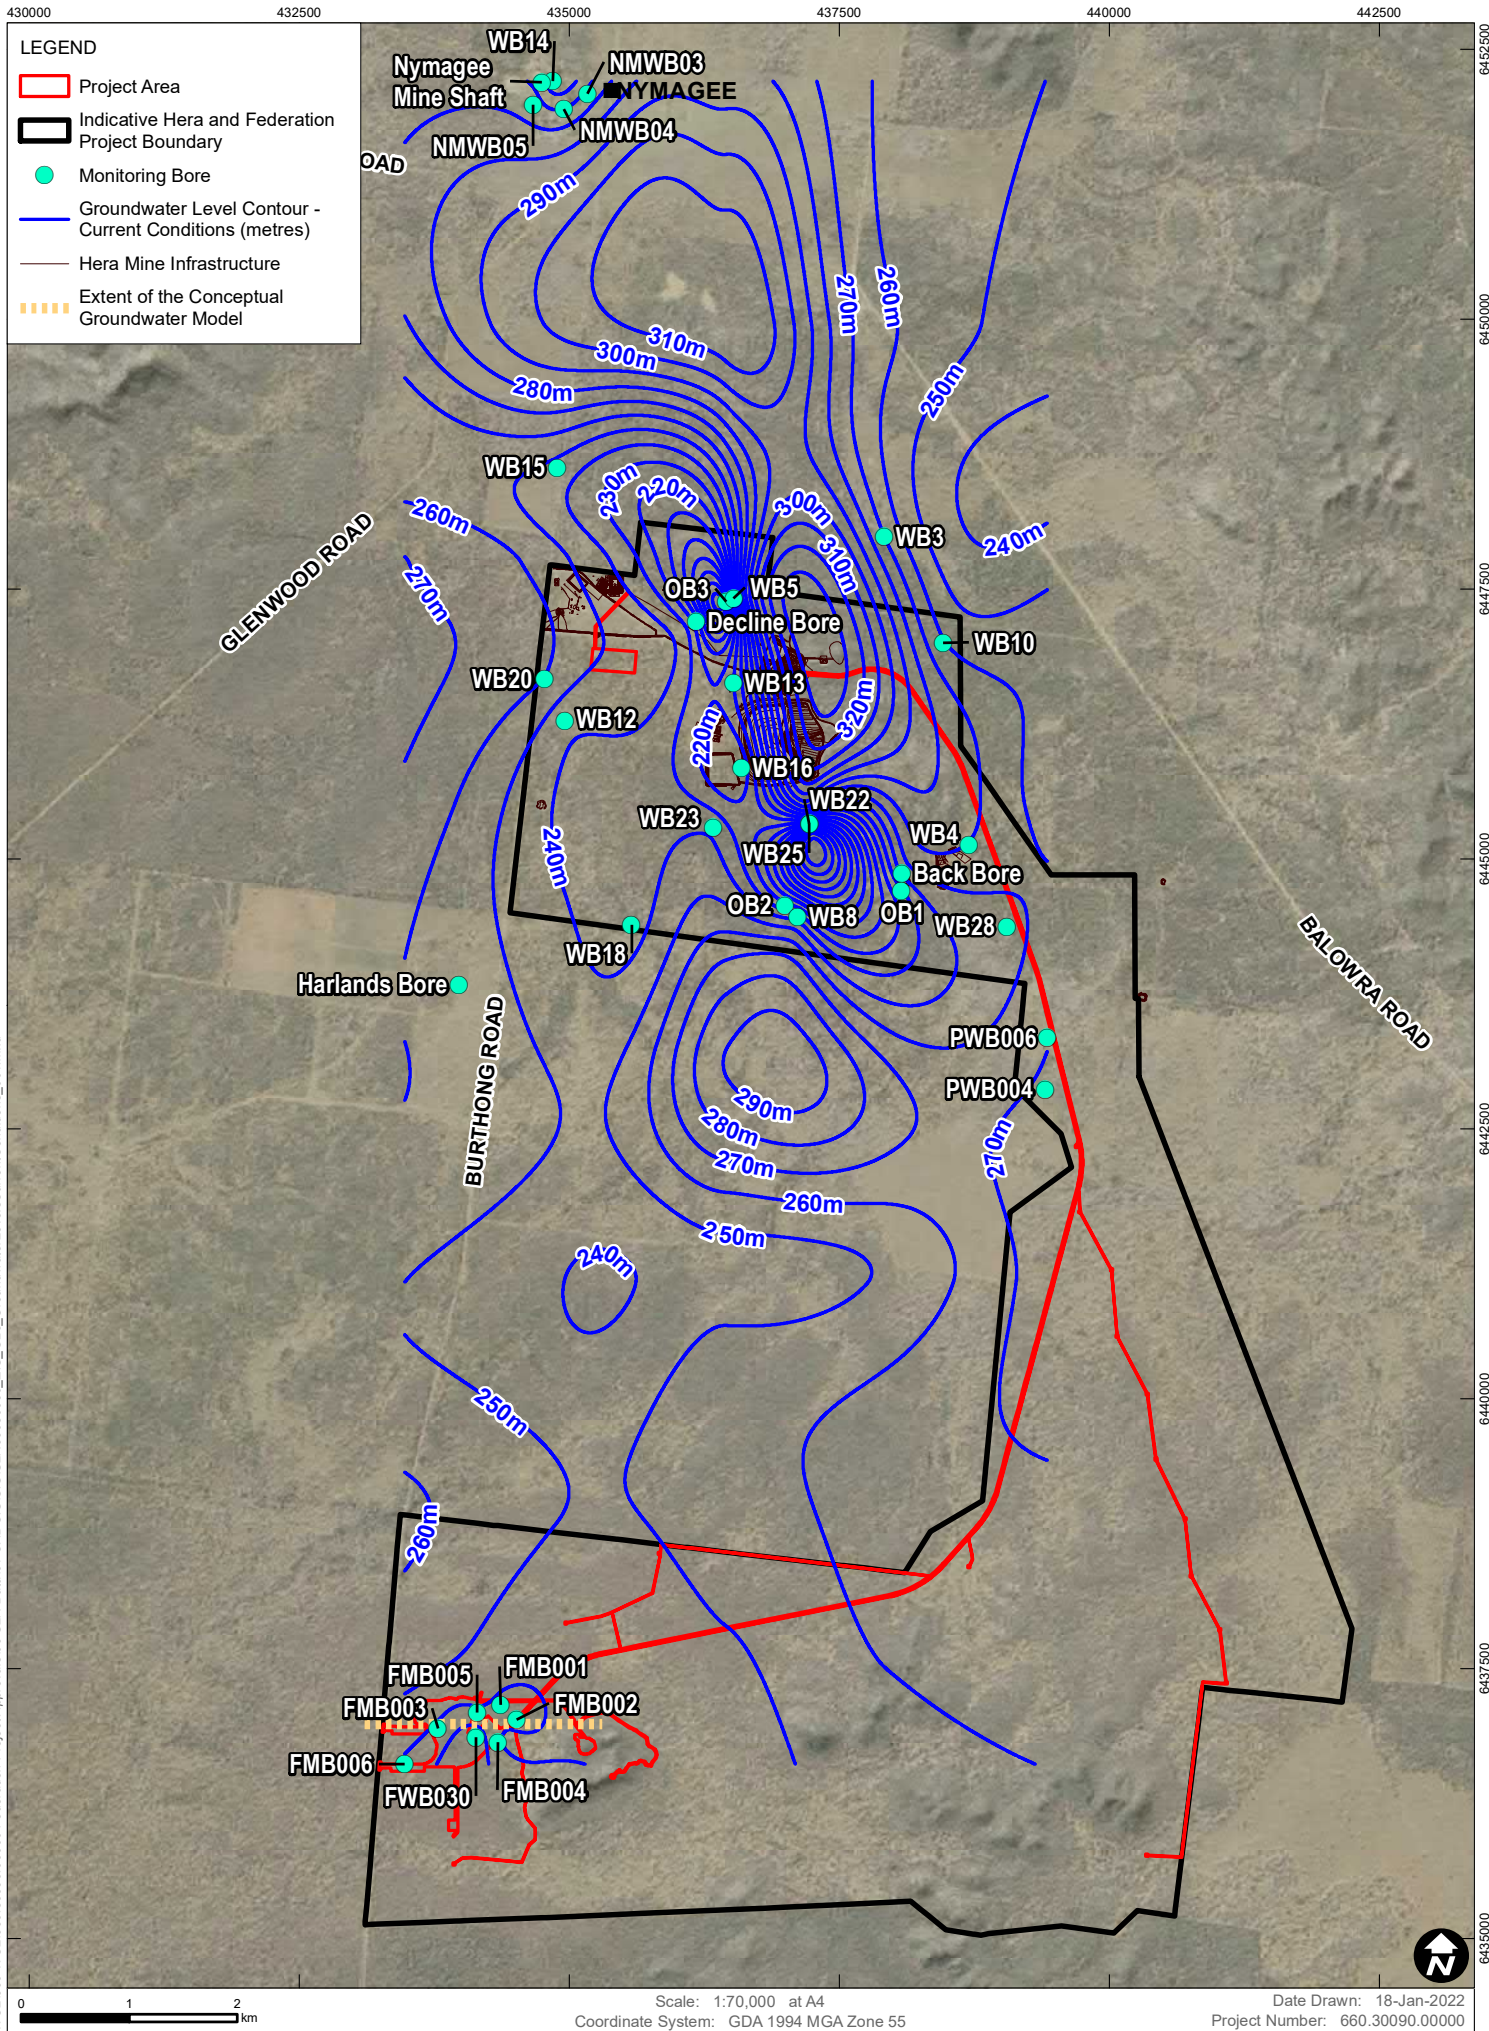 430000
432500
435000
437500
440000
442500
LEGEND
Project Area
Indicative Hera and Federation
Project Boundary
Monitoring Bore
Groundwater Level Contour -
Current Conditions (metres)
Hera Mine Infrastructure
Extent of the Conceptual
Groundwater Model
WB14
Nymagee
Mine Shaft
NMWB03
NYMAGEE
NMWB04
NMWB05
OAD
6452500
290m
270m
260m
6450000
310m
300m
280m
250m
WB15
230m
220m
300m
260m
WB3
240m
310m
GLENWOOD ROAD
270m
OB3
WB5
6447500
Decline Bore
WB10
WB20
WB13
WB12
220m
320m
WB16
WB22
WB23
WB4
WB25
240m
6445000
Back Bore
OB2
WB8
OB1
WB28
WB18
BALOWRA ROAD
Harlands Bore
BURTHONG ROAD
PWB006
PWB004
290m
280m
270m
270m
6442500
260m
250m
240m
250m
6440000
260m
FMB005
FMB001
FMB003
FMB002
6437500
FMB006
FWB030
FMB004
6435000
N
0
1
2
km
Scale: 1:70,000 at A4
Coordinate System: GDA 1994 MGA Zone 55
Date Drawn: 18-Jan-2022
Project Number: 660.30090.00000